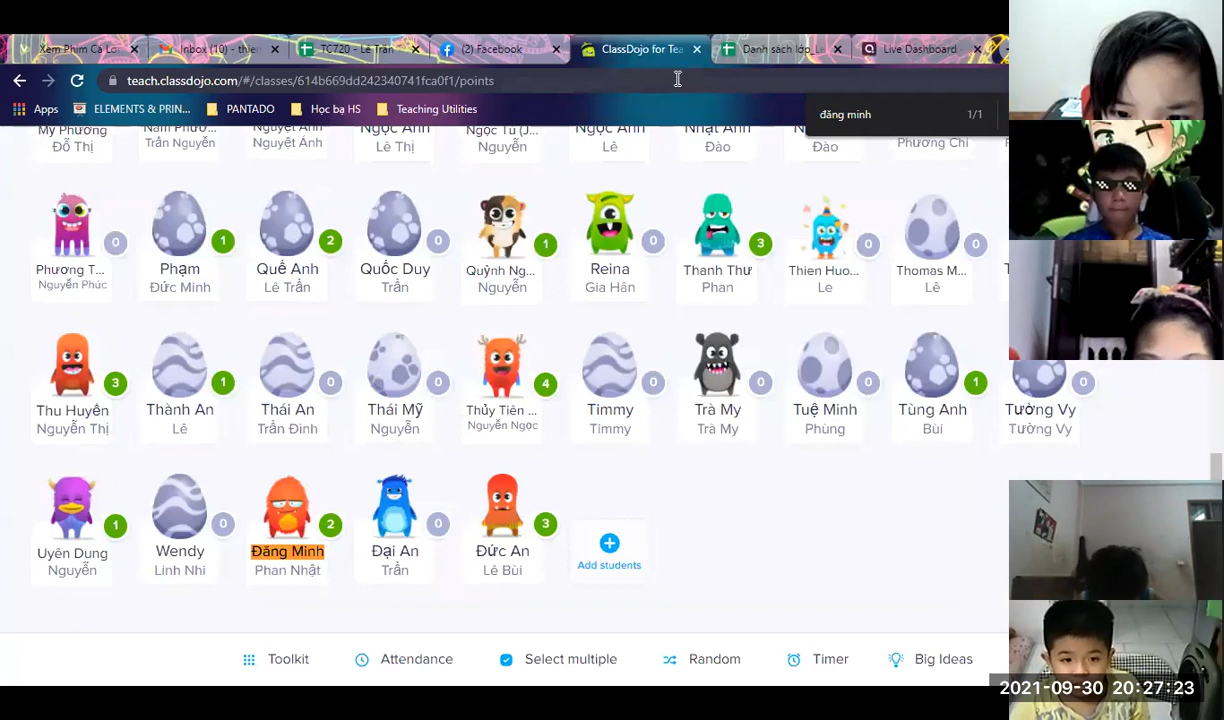 Xem Phim Cá Lo
Inbox (10) - thien
TC720 - Lê Trần
(2) Facebook
ClassDojo for Tea
Danh sách lớp_Le
Live Dashboard
teach.classdojo.com/#/classes/614b669dd242340741fca0f1/points
Apps ELEMENTS & PRIN... PANTADO Học bạ HS Teaching Utilities
đăng minh 1/1
My Phương Nam Phư Nguyệt Ánh Ngọc Anh Ngọc Tú (J... Ngọc Anh Nhật Anh
Đỗ Thị Trần Nguyễn Lê Thị Nguyễn Lê Đào Đào Phương Chi
0 1 2 0 1 0 3 0 0
Phương T... Phạm Quế Anh Quốc Duy Quỳnh Ng... Reina Thanh Thư Thien Huo... Thomas M...
Nguyễn Phúc Đức Minh Lê Trần Trần Nguyễn Gia Hân Phan Le Lê
3 1 0 0 4 0 0 0 1 0
Thu Huyền Thành An Thái An Thái Mỹ Thủy Tiên ... Timmy Trà My Tuệ Minh Tùng Anh Tường Vy
Nguyễn Thị Lê Trần Đình Nguyễn Nguyễn Ngọc Timmy Trà My Phùng Bùi Tường Vy
1 0 2 0 3
Uyên Dung Wendy Đăng Minh Đại An Đức An
Nguyễn Linh Nhi Phan Nhật Trần Lê Bùi
Add students
Toolkit Attendance Select multiple Random Timer Big Ideas
2021-09-30 20:27:23